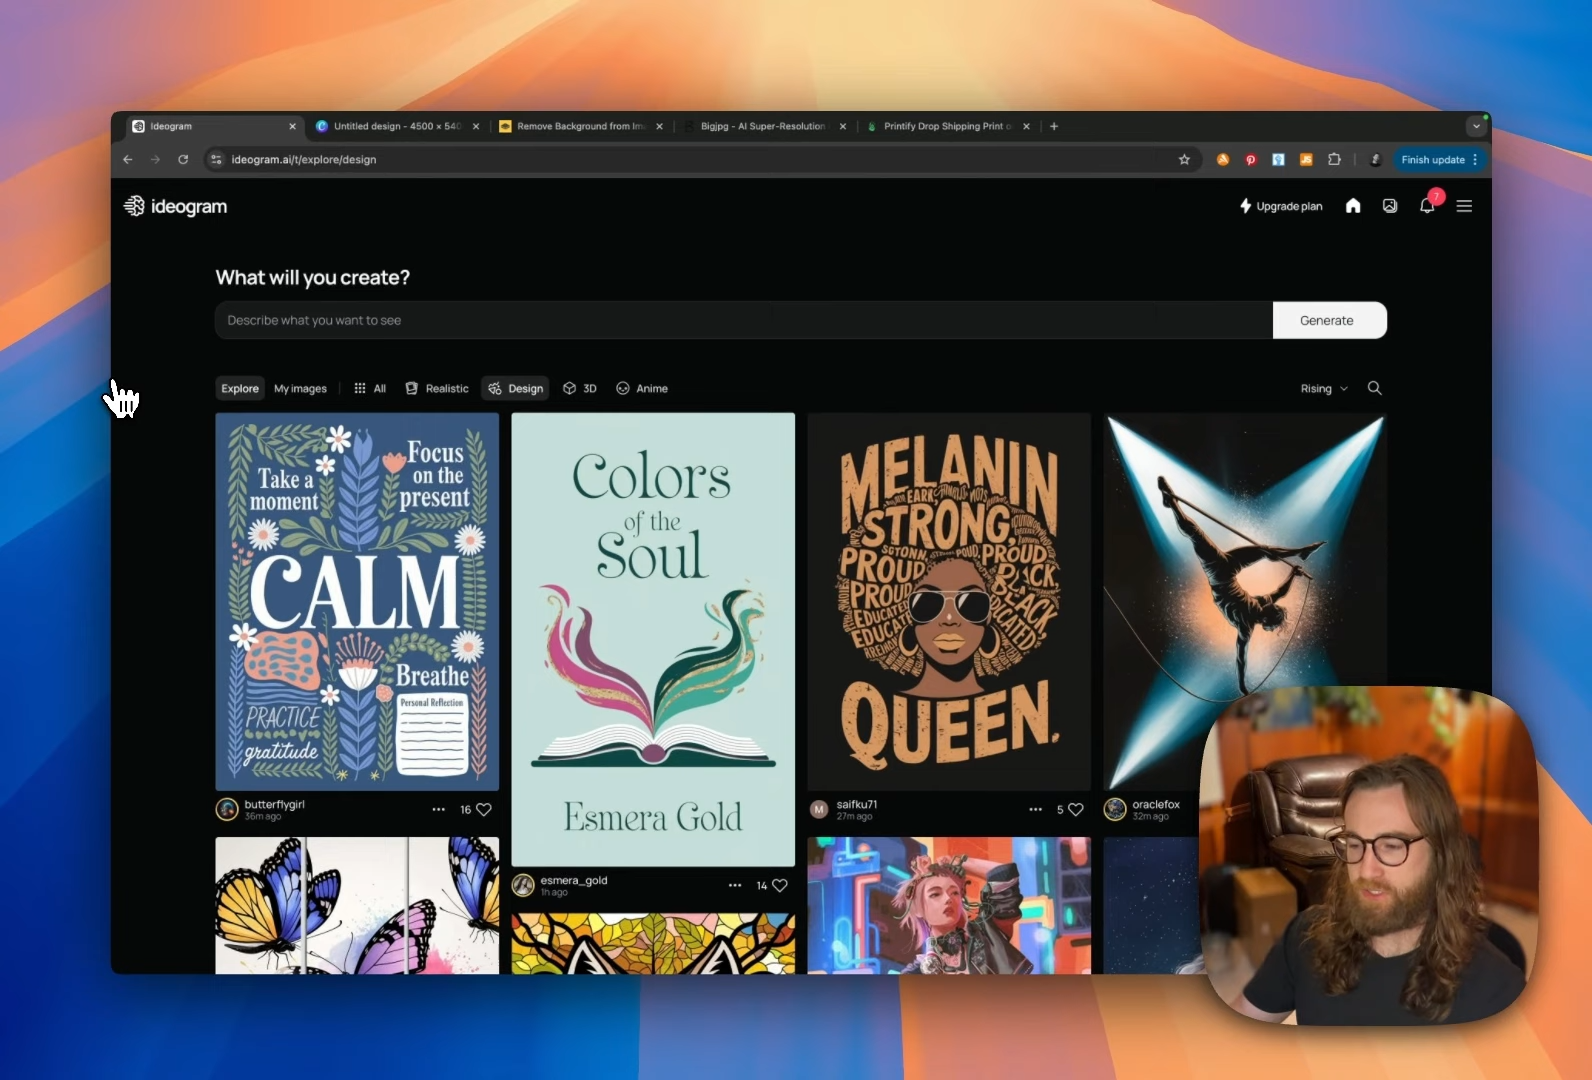 Ideogram
Untitled design - 4500 × 540
Remove Background from Im
Bigjpg - AI Super-Resolution
Printify Drop Shipping Print o
ideogram.ai/t/explore/design
Finish update
ideogram
Upgrade plan
7
What will you create?
Describe what you want to see
Generate
Explore
My images
All
Realistic
Design
3D
Anime
Rising
Take a
moment
Focus
on the
present
CALM
Breathe
Personal Reflection
PRACTICE
gratitude
butterflygirl
36m ago
16
Colors
of the
Soul
Esmera Gold
esmera_gold
1h ago
14
MELANIN
STRONG,
PROUD
PROUD
PROUD
BLACK
EDUCATED
EDUCATED
QUEEN.
M
saifku71
27m ago
5
oraclefox
32m ago